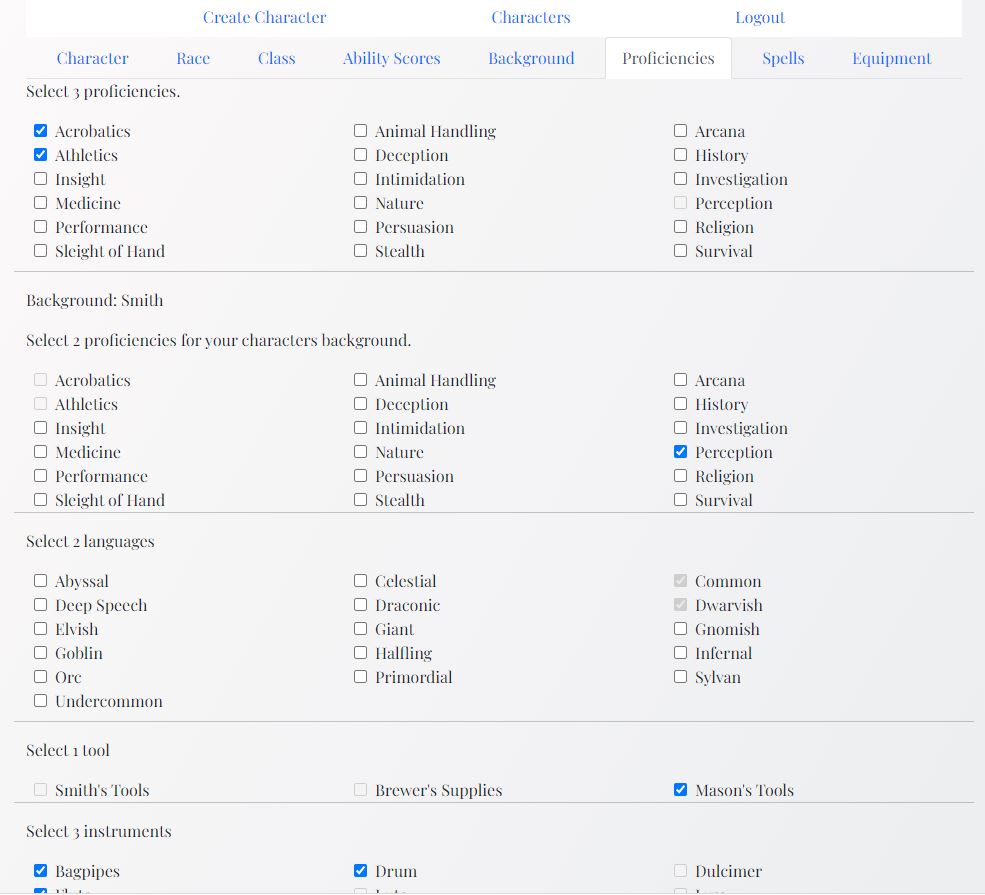 Create Character Characters Logout
Character Race Class Ability Scores Background Proficiencies Spells Equipment
Select 3 proficiencies.
Acrobatics Animal Handling Arcana
Athletics Deception History
Insight Intimidation Investigation
Medicine Nature Perception
Performance Persuasion Religion
Sleight of Hand Stealth Survival
Background: Smith
Select 2 proficiencies for your characters background.
Acrobatics Animal Handling Arcana
Athletics Deception History
Insight Intimidation Investigation
Medicine Nature Perception
Performance Persuasion Religion
Sleight of Hand Stealth Survival
Select 2 languages
Abyssal Celestial Common
Deep Speech Draconic Dwarvish
Elvish Giant Gnomish
Goblin Halfling Infernal
Orc Primordial Sylvan
Undercommon
Select 1 tool
Smith's Tools Brewer's Supplies Mason's Tools
Select 3 instruments
Bagpipes Drum Dulcimer